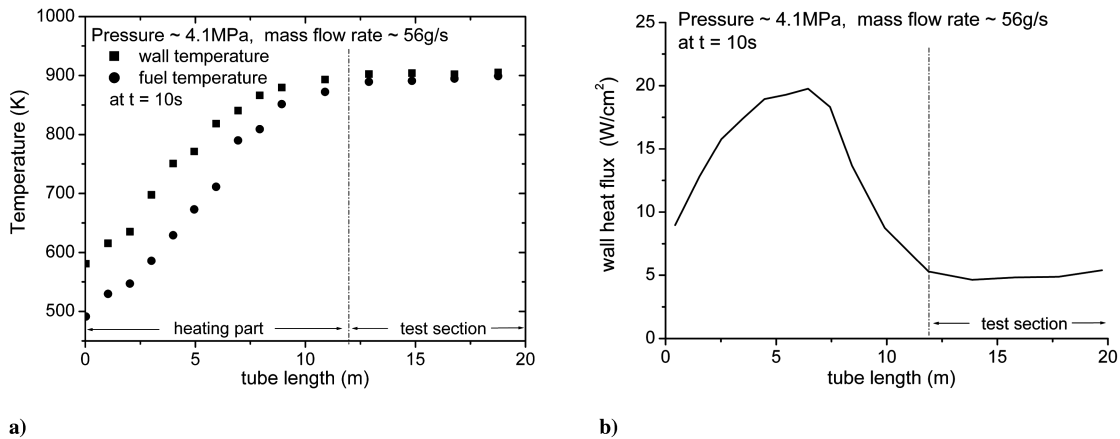 Pressure ~ 4.1MPa, mass flow rate ~ 56g/s
wall temperature
fuel temperature
at t = 10s
Temperature (K)
1000
900
800
700
600
500
heating part
test section
0
5
10
15
20
tube length (m)
a)
Pressure ~ 4.1MPa, mass flow rate ~ 56g/s
at t = 10s
wall heat flux (W/cm²)
25
20
15
10
5
0
test section
0
5
10
15
20
tube length (m)
b)